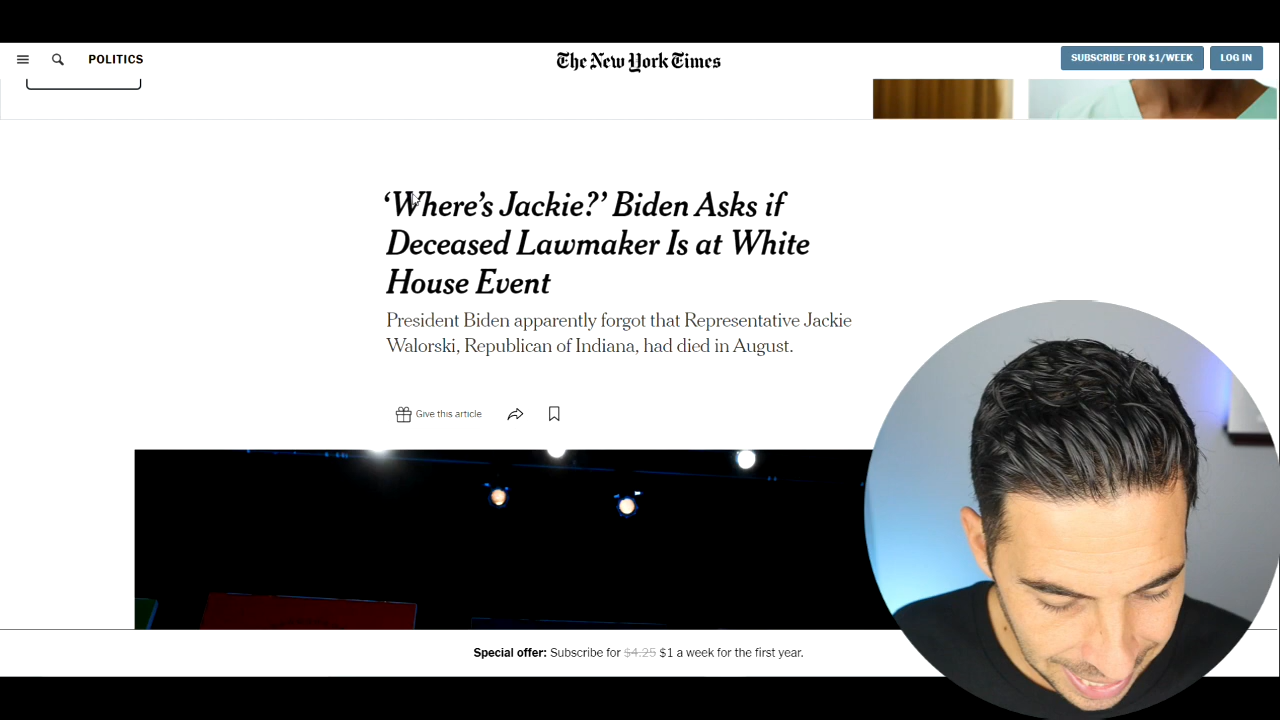 POLITICS
The New York Times
SUBSCRIBE FOR $1/WEEK
LOG IN
‘Where’s Jackie?’ Biden Asks if
Deceased Lawmaker Is at White
House Event
President Biden apparently forgot that Representative Jackie
Walorski, Republican of Indiana, had died in August.
Give this article
Special offer: Subscribe for $4.25 $1 a week for the first year.